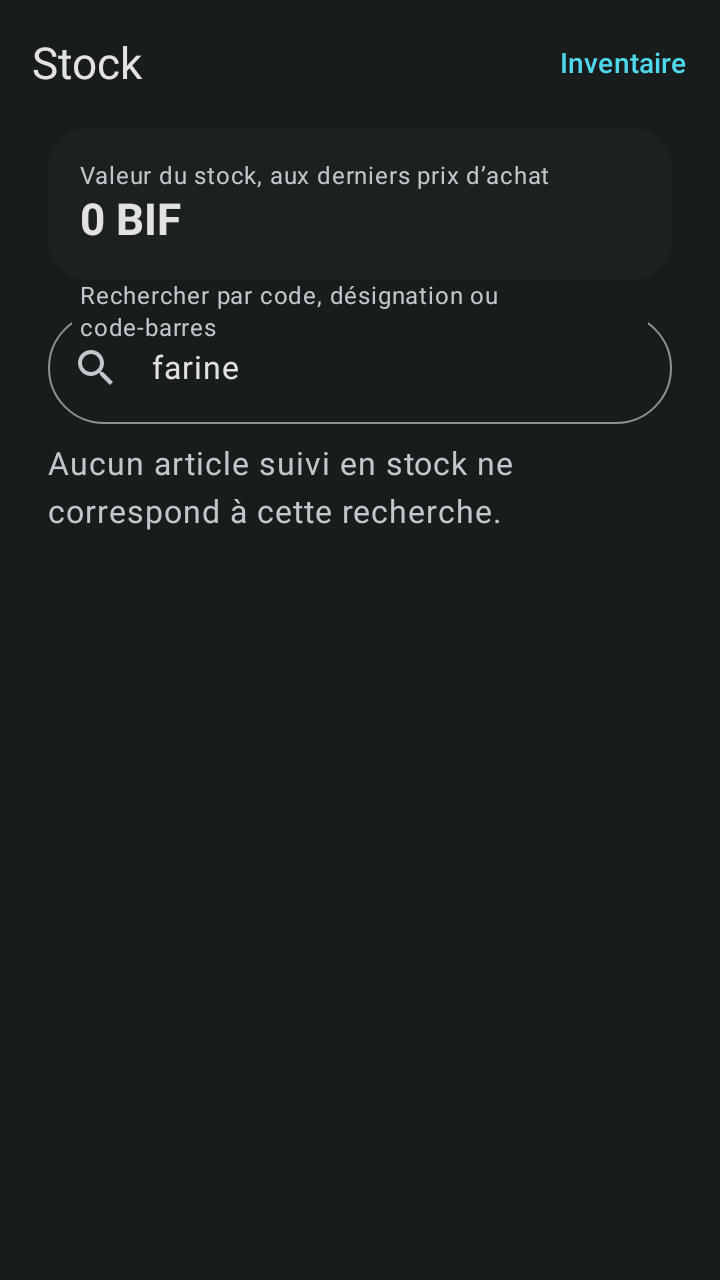 Stock
Inventaire
Valeur du stock, aux derniers prix d’achat
0 BIF
Rechercher par code, désignation ou
code-barres
farine
Aucun article suivi en stock ne
correspond à cette recherche.